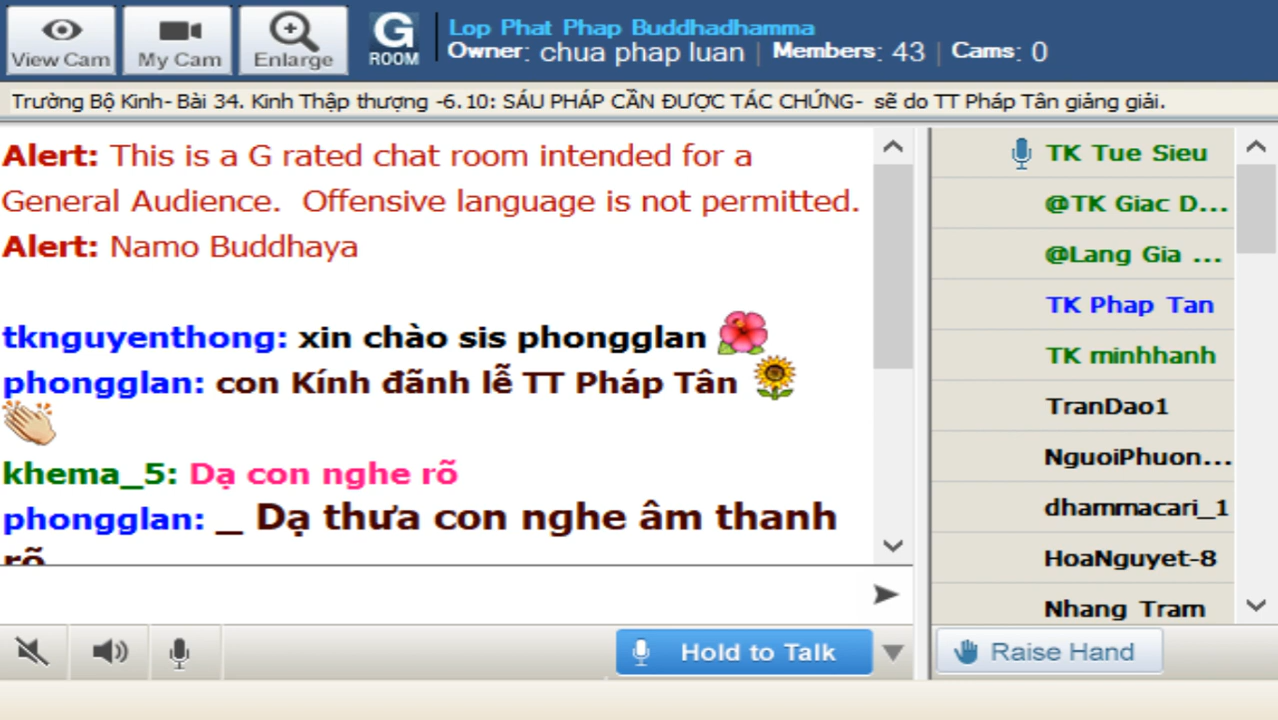 View Cam
My Cam
Enlarge
G
ROOM
Lop Phat Phap Buddhadhamma
Owner: chua phap luan | Members: 43 | Cams: 0
Trường Bộ Kinh- Bài 34. Kinh Thập thượng -6.10: SÁU PHÁP CẦN ĐƯỢC TÁC CHỨNG- sẽ do TT Pháp Tân giảng giải.
Alert: This is a G rated chat room intended for a
General Audience. Offensive language is not permitted.
Alert: Namo Buddhaya
tknguyenthong: xin chào sis phongglan
phongglan: con Kính đãnh lễ TT Pháp Tân
khema_5: Dạ con nghe rõ
phongglan: _ Dạ thưa con nghe âm thanh
rõ
TK Tue Sieu
@TK Giac D...
@Lang Gia ...
TK Phap Tan
TK minhhanh
TranDao1
NguoiPhuon...
dhammacari_1
HoaNguyet-8
Nhang Tram
Hold to Talk
Raise Hand